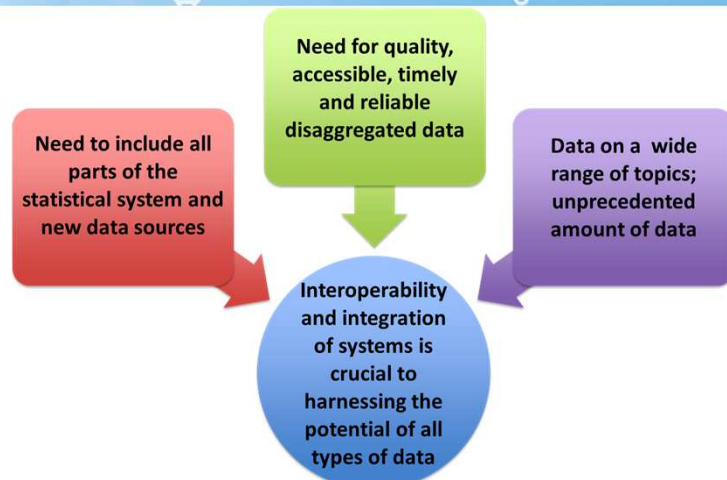 Need for quality,
accessible, timely
and reliable
disaggregated data
Need to include all
parts of the
statistical system and
new data sources
Data on a  wide
range of topics;
unprecedented
amount of data
Interoperability
and integration
of systems is
crucial to
harnessing the
potential of all
types of data